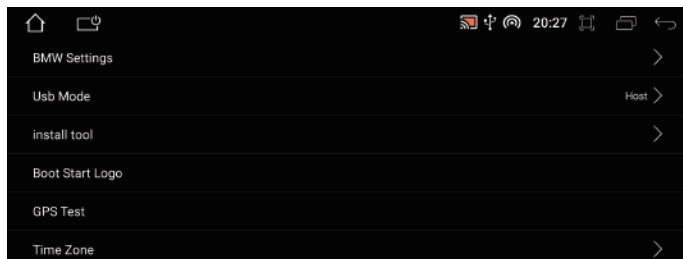 20:27
BMW Settings
Usb Mode Host
install tool
Boot Start Logo
GPS Test
Time Zone